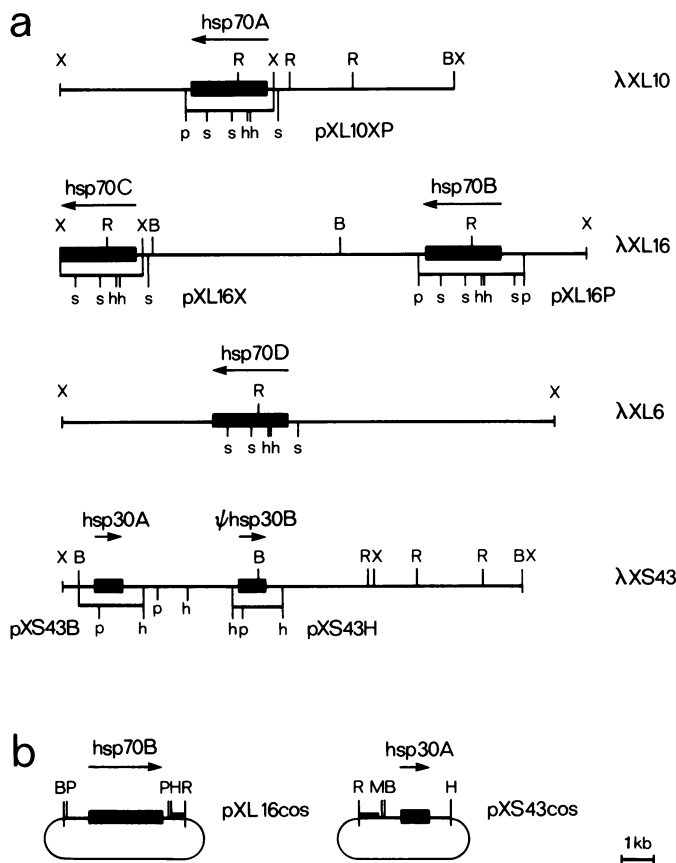 a
hsp70A
X R X R R BX
λXL10
p s s hh s pXL10XP
hsp70C hsp70B
X R XB B R X
λXL16
s s hh s pXL16X p s s hh sp pXL16P
hsp70D
X R X
λXL6
s s hh s
hsp30A ψhsp30B
X B B RX R R BX
λXS43
pXS43B p h p h hp h pXS43H
b
hsp70B hsp30A
BP PHR pXL16cos R MB H pXS43cos
1kb